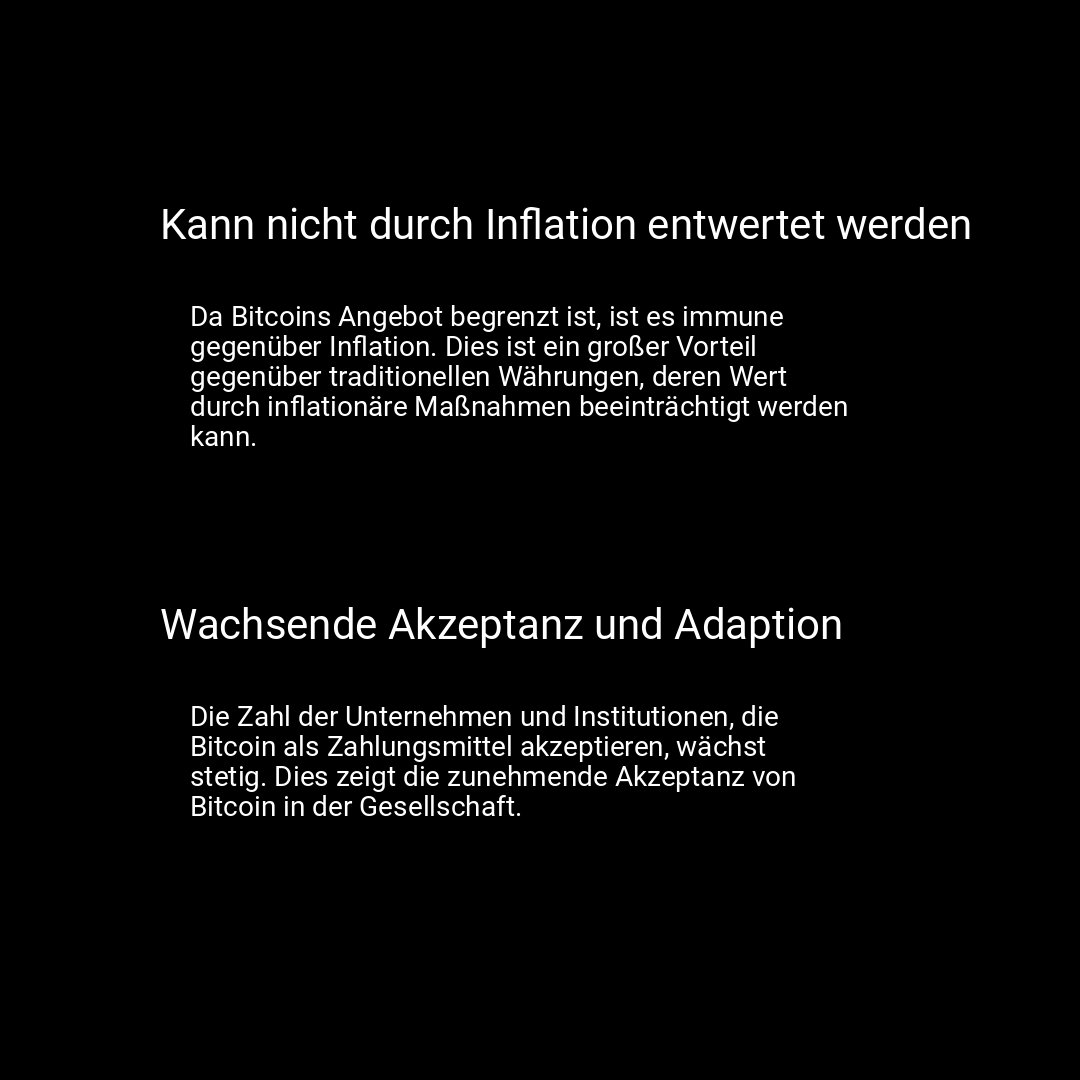 Kann nicht durch Inflation entwertet werden
Da Bitcoins Angebot begrenzt ist, ist es immune
gegenüber Inflation. Dies ist ein großer Vorteil
gegenüber traditionellen Währungen, deren Wert
durch inflationäre Maßnahmen beeinträchtigt werden
kann.
Wachsende Akzeptanz und Adaption
Die Zahl der Unternehmen und Institutionen, die
Bitcoin als Zahlungsmittel akzeptieren, wächst
stetig. Dies zeigt die zunehmende Akzeptanz von
Bitcoin in der Gesellschaft.